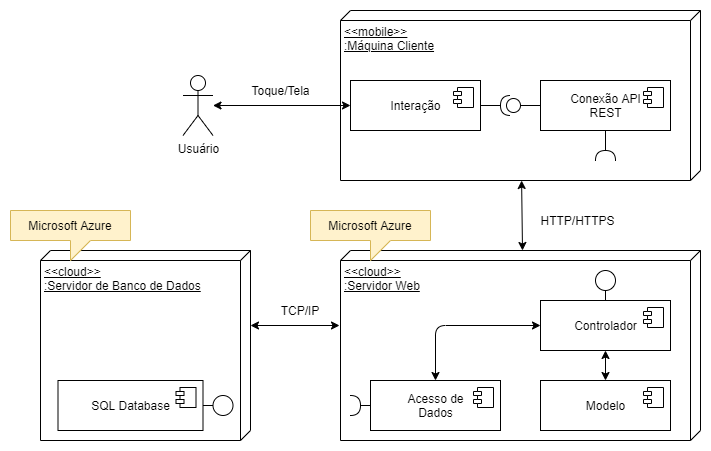 <<mobile>>
:Máquina Cliente
Toque/Tela
Interação
Conexão API
REST
Usuário
HTTP/HTTPS
Microsoft Azure
<<cloud>>
:Servidor de Banco de Dados
SQL Database
TCP/IP
Microsoft Azure
<<cloud>>
:Servidor Web
Controlador
Acesso de
Dados
Modelo